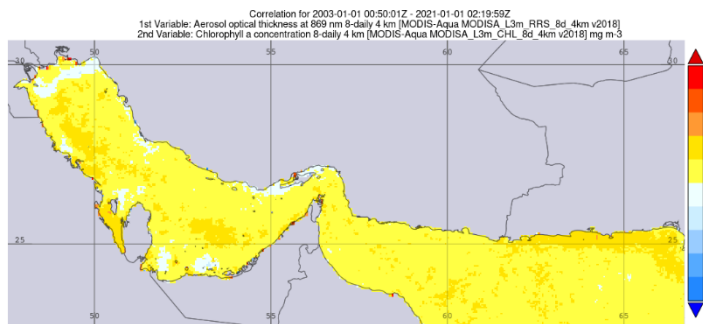 Correlation for 2003-01-01 00:50:01Z - 2021-01-01 02:19:59Z
1st Variable: Aerosol optical thickness at 869 nm 8-daily 4 km [MODIS-Aqua MODISA_L3m_RRS_8d_4km v2018]
2nd Variable: Chlorophyll a concentration 8-daily 4 km [MODIS-Aqua MODISA_L3m_CHL_8d_4km v2018] mg m-3
50 55 60 65
25 25
50 55 60 65